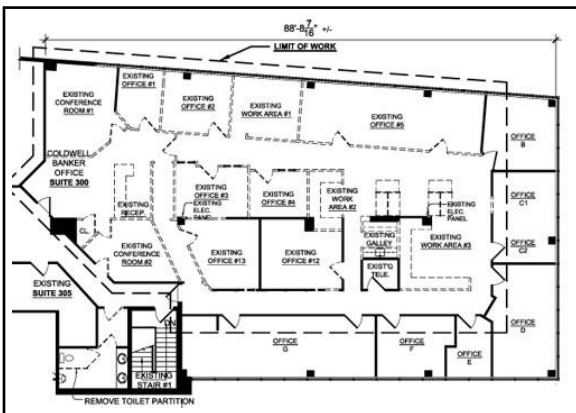 88'-8 7/16" +/-
LIMIT OF WORK
EXISTING
OFFICE #1
EXISTING
CONFERENCE
ROOM #1
EXISTING
OFFICE #2
EXISTING
WORK AREA #1
EXISTING
OFFICE #5
OFFICE
B
COLDWELL
BANKER
OFFICE
SUITE 300
EXISTING
OFFICE #3
EXISTING
OFFICE #4
EXISTING
WORK
AREA #2
EXISTING
ELEC.
PANEL
OFFICE
C1
EXISTING
RECEP.
EXISTING
ELEC.
PANEL
CL.
EXISTING
CONFERENCE
ROOM #2
EXISTING
OFFICE #13
EXISTING
OFFICE #12
EXISTING
GALLEY
EXISTING
WORK AREA #3
OFFICE
C2
EXIST'G
TELE.
EXISTING
SUITE 305
DN
OFFICE
G
OFFICE
F
OFFICE
E
OFFICE
D
EXISTING
STAIR #1
REMOVE TOILET PARTITION